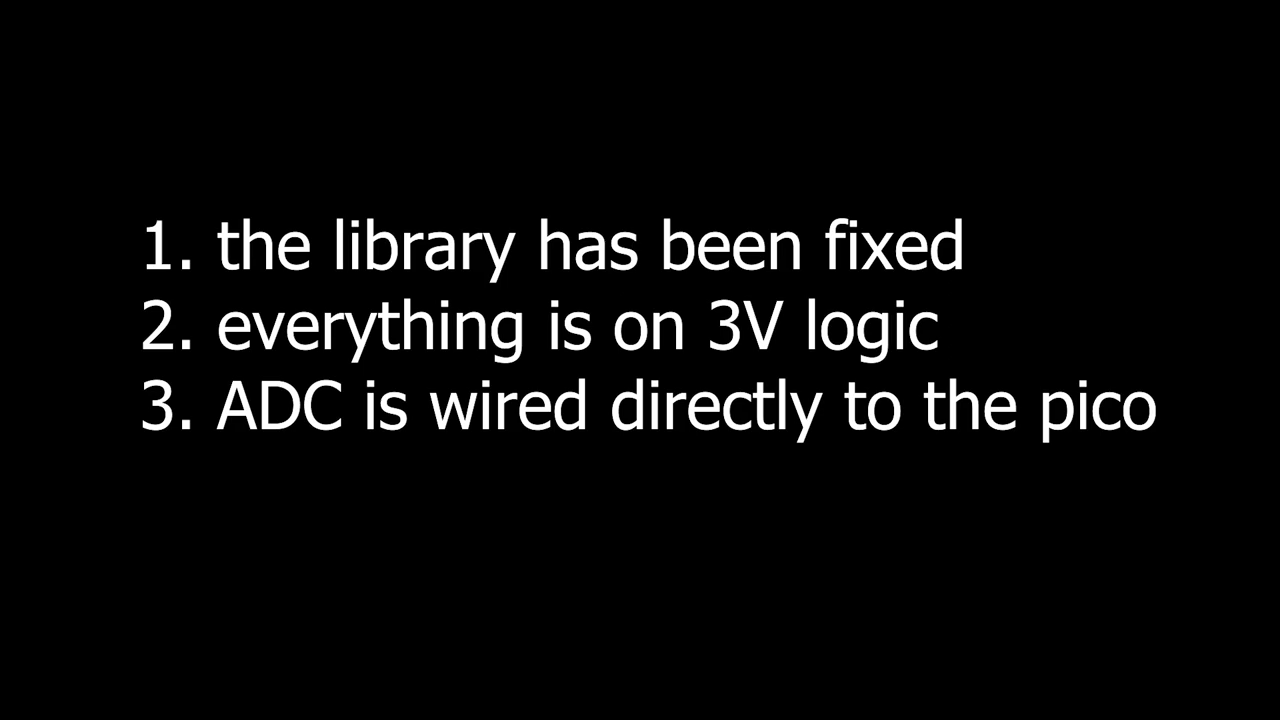 1. the library has been fixed
2. everything is on 3V logic
3. ADC is wired directly to the pico